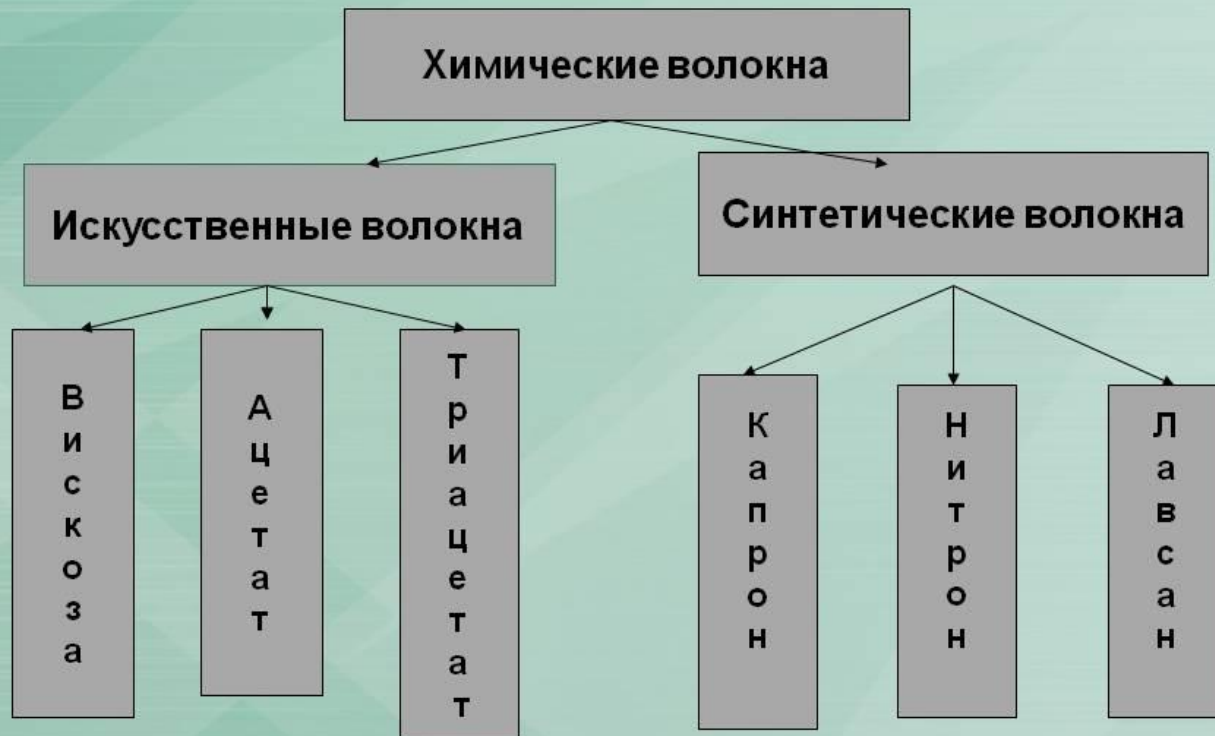 Химические волокна
Искусственные волокна
Синтетические волокна
Вискоза
Ацетат
Триацетат
Капрон
Нитрон
Лавсан